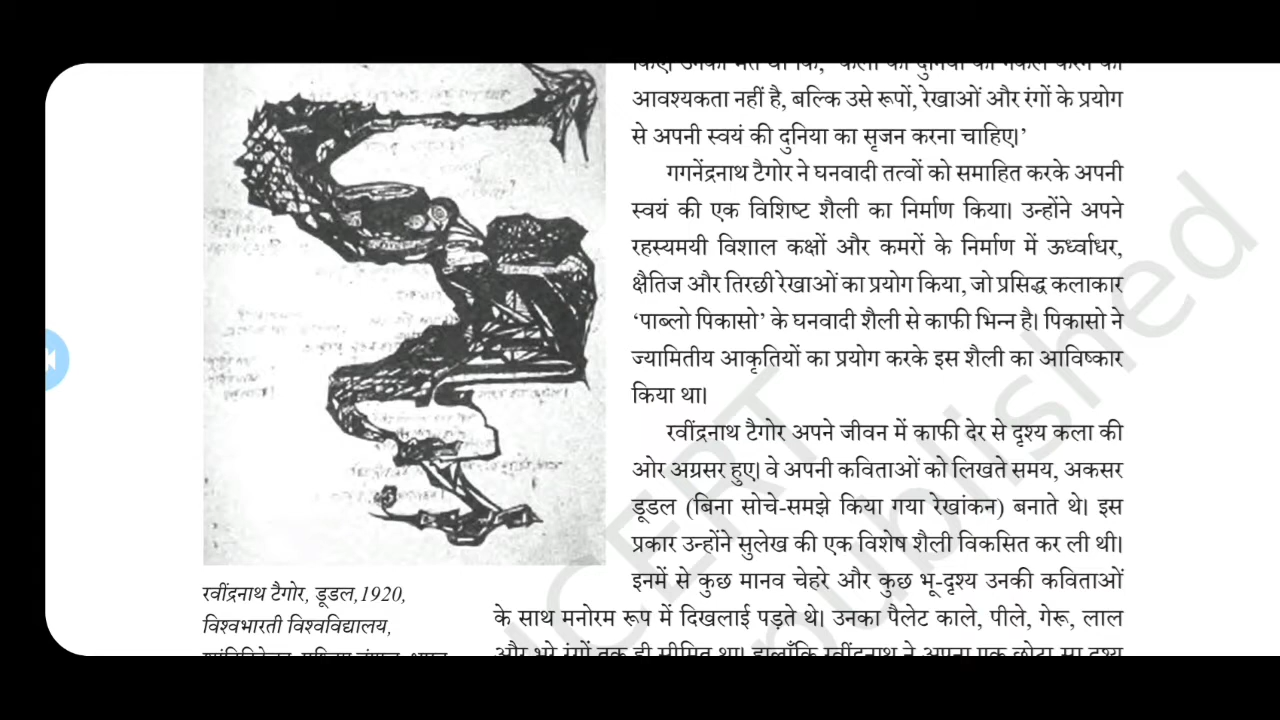 आवश्यकता नहीं है, बल्कि उसे रूपों, रेखाओं और रंगों के प्रयोग
से अपनी स्वयं की दुनिया का सृजन करना चाहिए।’
गगनेंद्रनाथ टैगोर ने घनवादी तत्वों को समाहित करके अपनी
स्वयं की एक विशिष्ट शैली का निर्माण किया। उन्होंने अपने
रहस्यमयी विशाल कक्षों और कमरों के निर्माण में ऊर्ध्वाधर,
क्षैतिज और तिरछी रेखाओं का प्रयोग किया, जो प्रसिद्ध कलाकार
‘पाब्लो पिकासो’ के घनवादी शैली से काफी भिन्न है। पिकासो ने
ज्यामितीय आकृतियों का प्रयोग करके इस शैली का आविष्कार
किया था।
रवींद्रनाथ टैगोर अपने जीवन में काफी देर से दृश्य कला की
ओर अग्रसर हुए। वे अपनी कविताओं को लिखते समय, अकसर
डूडल (बिना सोचे-समझे किया गया रेखांकन) बनाते थे। इस
प्रकार उन्होंने सुलेख की एक विशेष शैली विकसित कर ली थी।
इनमें से कुछ मानव चेहरे और कुछ भू-दृश्य उनकी कविताओं
के साथ मनोरम रूप में दिखलाई पड़ते थे। उनका पैलेट काले, पीले, गेरू, लाल
रवींद्रनाथ टैगोर, डूडल,1920,
विश्वभारती विश्वविद्यालय,
published